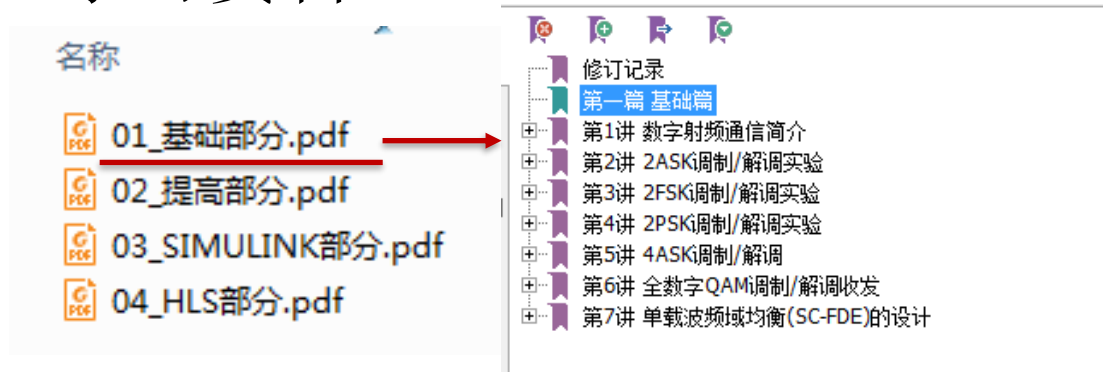 名称
01_基础部分.pdf
02_提高部分.pdf
03_SIMULINK部分.pdf
04_HLS部分.pdf
修订记录
第一篇 基础篇
第1讲 数字射频通信简介
第2讲 2ASK调制/解调实验
第3讲 2FSK调制/解调实验
第4讲 2PSK调制/解调实验
第5讲 4ASK调制/解调
第6讲 全数字QAM调制/解调收发
第7讲 单载波频域均衡(SC-FDE)的设计